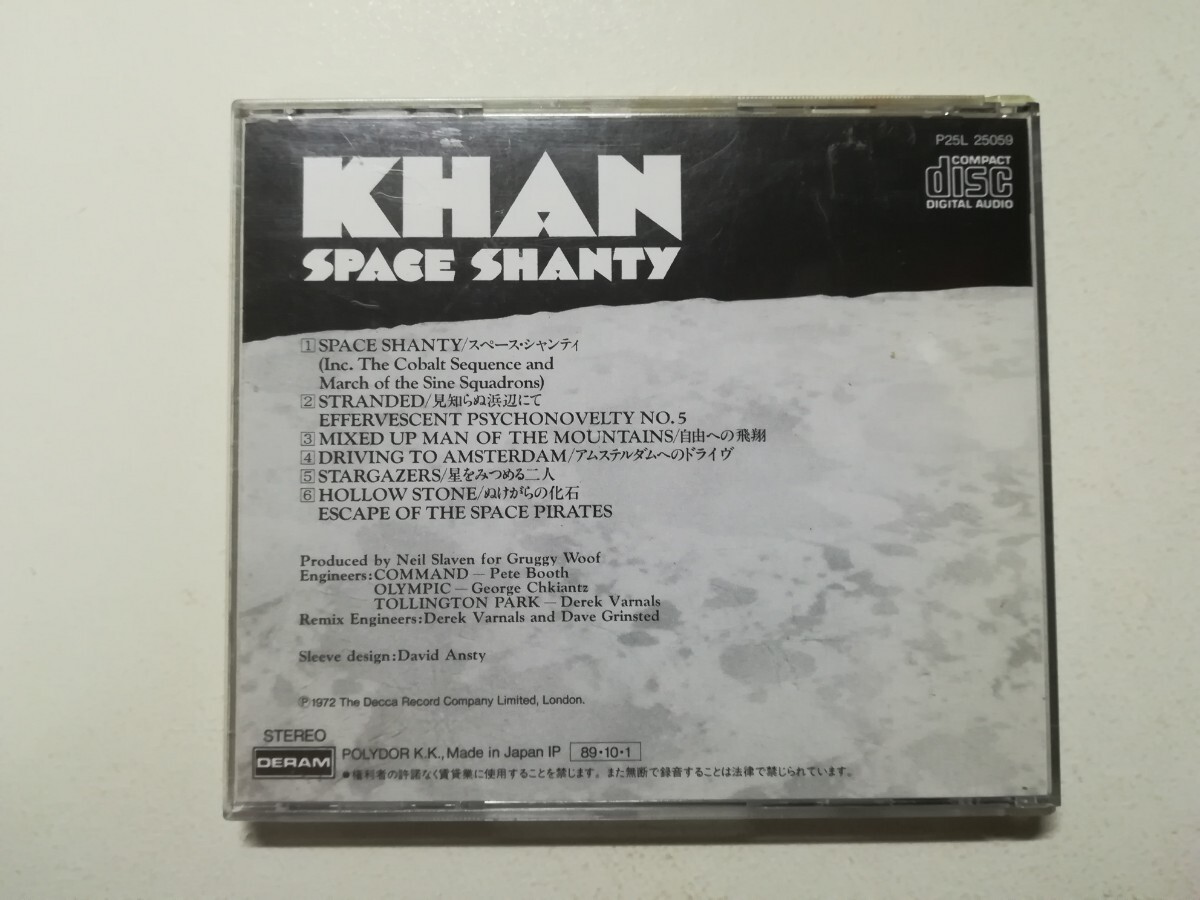 P25L 25059
COMPACT
disc
DIGITAL AUDIO
KHAN
SPACE SHANTY
1 SPACE SHANTY/スペース・シャンティ
(Inc. The Cobalt Sequence and
March of the Sine Squadrons)
2 STRANDED/見知らぬ浜辺にて
EFFERVESCENT PSYCHONOVELTY NO. 5
3 MIXED UP MAN OF THE MOUNTAINS/自由への飛翔
4 DRIVING TO AMSTERDAM/アムステルダムへのドライヴ
5 STARGAZERS/星をみつめる二人
6 HOLLOW STONE/ぬけがらの化石
ESCAPE OF THE SPACE PIRATES
Produced by Neil Slaven for Gruggy Woof
Engineers:COMMAND — Pete Booth
OLYMPIC — George Chkiantz
TOLLINGTON PARK — Derek Varnals
Remix Engineers:Derek Varnals and Dave Grinsted
Sleeve design:David Ansty
Ⓟ1972 The Decca Record Company Limited, London.
STEREO
DERAM
POLYDOR K.K., Made in Japan IP 89・10・1
●権利者の許諾なく賃貸業に使用することを禁じます。また無断で録音することは法律で禁じられています。